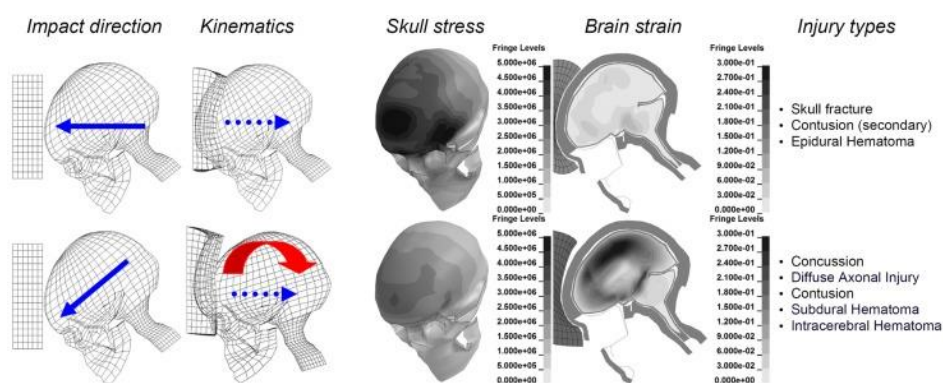 Impact direction
Kinematics
Skull stress
Brain strain
Injury types
Fringe Levels
5.000e+06
4.500e+06
4.000e+06
3.500e+06
3.000e+06
2.500e+06
2.000e+06
1.500e+06
1.000e+06
5.000e+05
0.000e+00
Fringe Levels
3.000e-01
2.700e-01
2.400e-01
2.100e-01
1.800e-01
1.500e-01
1.200e-01
9.000e-02
6.000e-02
3.000e-02
0.000e+00
▪ Skull fracture
▪ Contusion (secondary)
▪ Epidural Hematoma
Fringe Levels
5.000e+06
4.500e+06
4.000e+06
3.500e+06
3.000e+06
2.500e+06
2.000e+06
1.500e+06
1.000e+06
5.000e+05
0.000e+00
Fringe Levels
3.000e-01
2.700e-01
2.400e-01
2.100e-01
1.800e-01
1.500e-01
1.200e-01
9.000e-02
6.000e-02
3.000e-02
0.000e+00
▪ Concussion
▪ Diffuse Axonal Injury
▪ Contusion
▪ Subdural Hematoma
▪ Intracerebral Hematoma